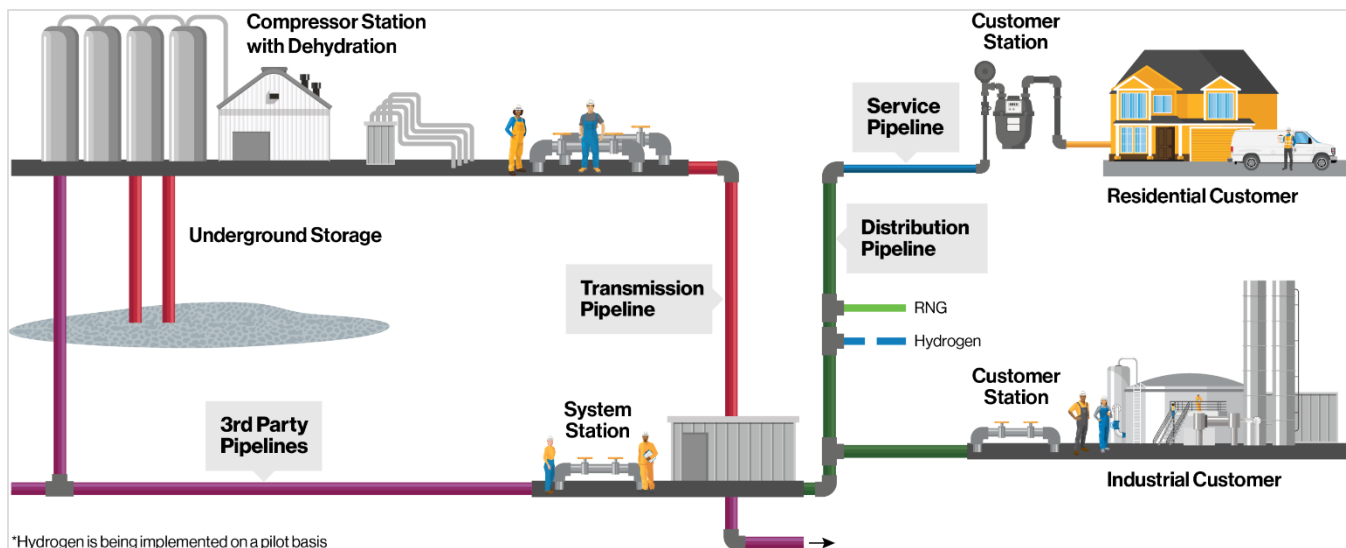 Compressor Station
with Dehydration
Customer
Station
Service
Pipeline
Residential Customer
Underground Storage
Distribution
Pipeline
Transmission
Pipeline
RNG
Hydrogen
Customer
Station
3rd Party
Pipelines
System
Station
Industrial Customer
*Hydrogen is being implemented on a pilot basis